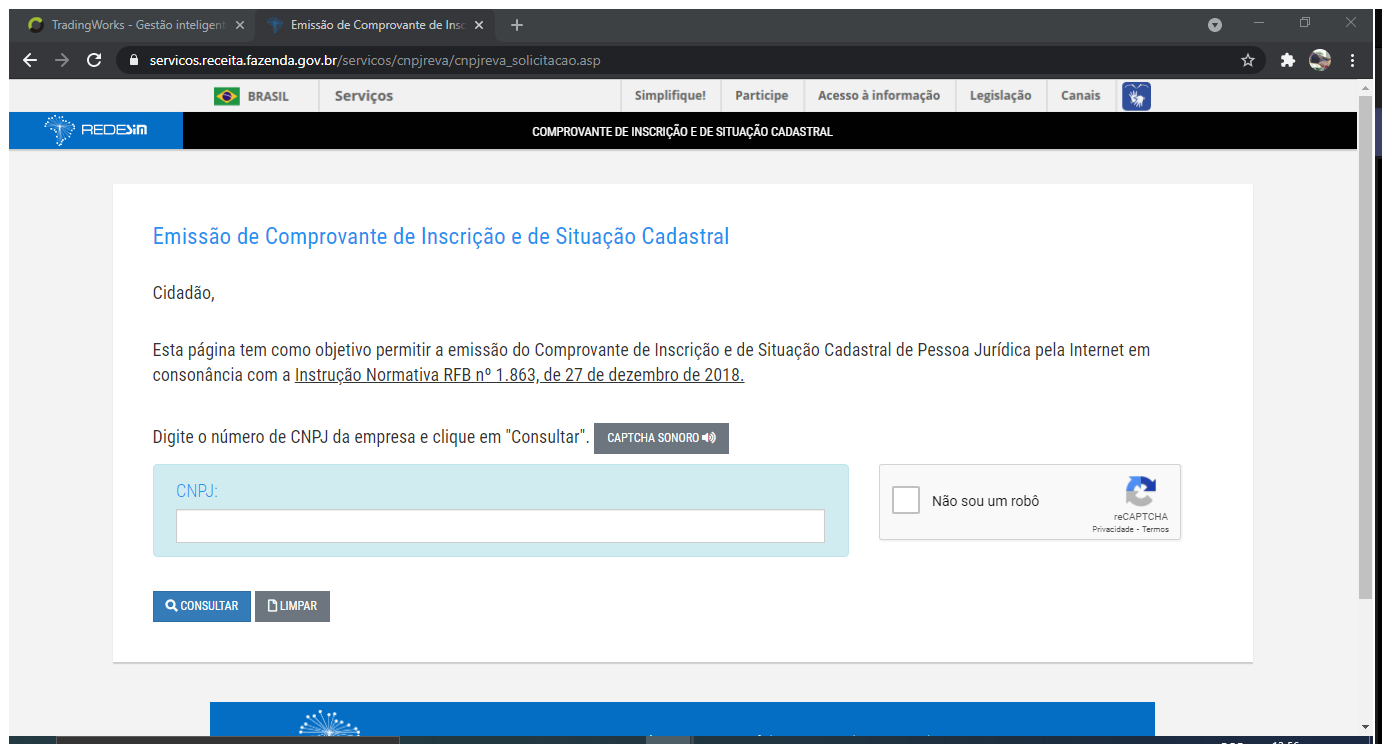 TradingWorks - Gestão inteligent
Emissão de Comprovante de Insc
servicos.receita.fazenda.gov.br/servicos/cnpjreva/cnpjreva_solicitacao.asp
BRASIL
Serviços
Simplifique!
Participe
Acesso à informação
Legislação
Canais
REDESIM
COMPROVANTE DE INSCRIÇÃO E DE SITUAÇÃO CADASTRAL
Emissão de Comprovante de Inscrição e de Situação Cadastral
Cidadão,
Esta página tem como objetivo permitir a emissão do Comprovante de Inscrição e de Situação Cadastral de Pessoa Jurídica pela Internet em
consonância com a Instrução Normativa RFB nº 1.863, de 27 de dezembro de 2018.
Digite o número de CNPJ da empresa e clique em "Consultar".
CAPTCHA SONORO
CNPJ:
Não sou um robô
reCAPTCHA
Privacidade - Termos
CONSULTAR
LIMPAR